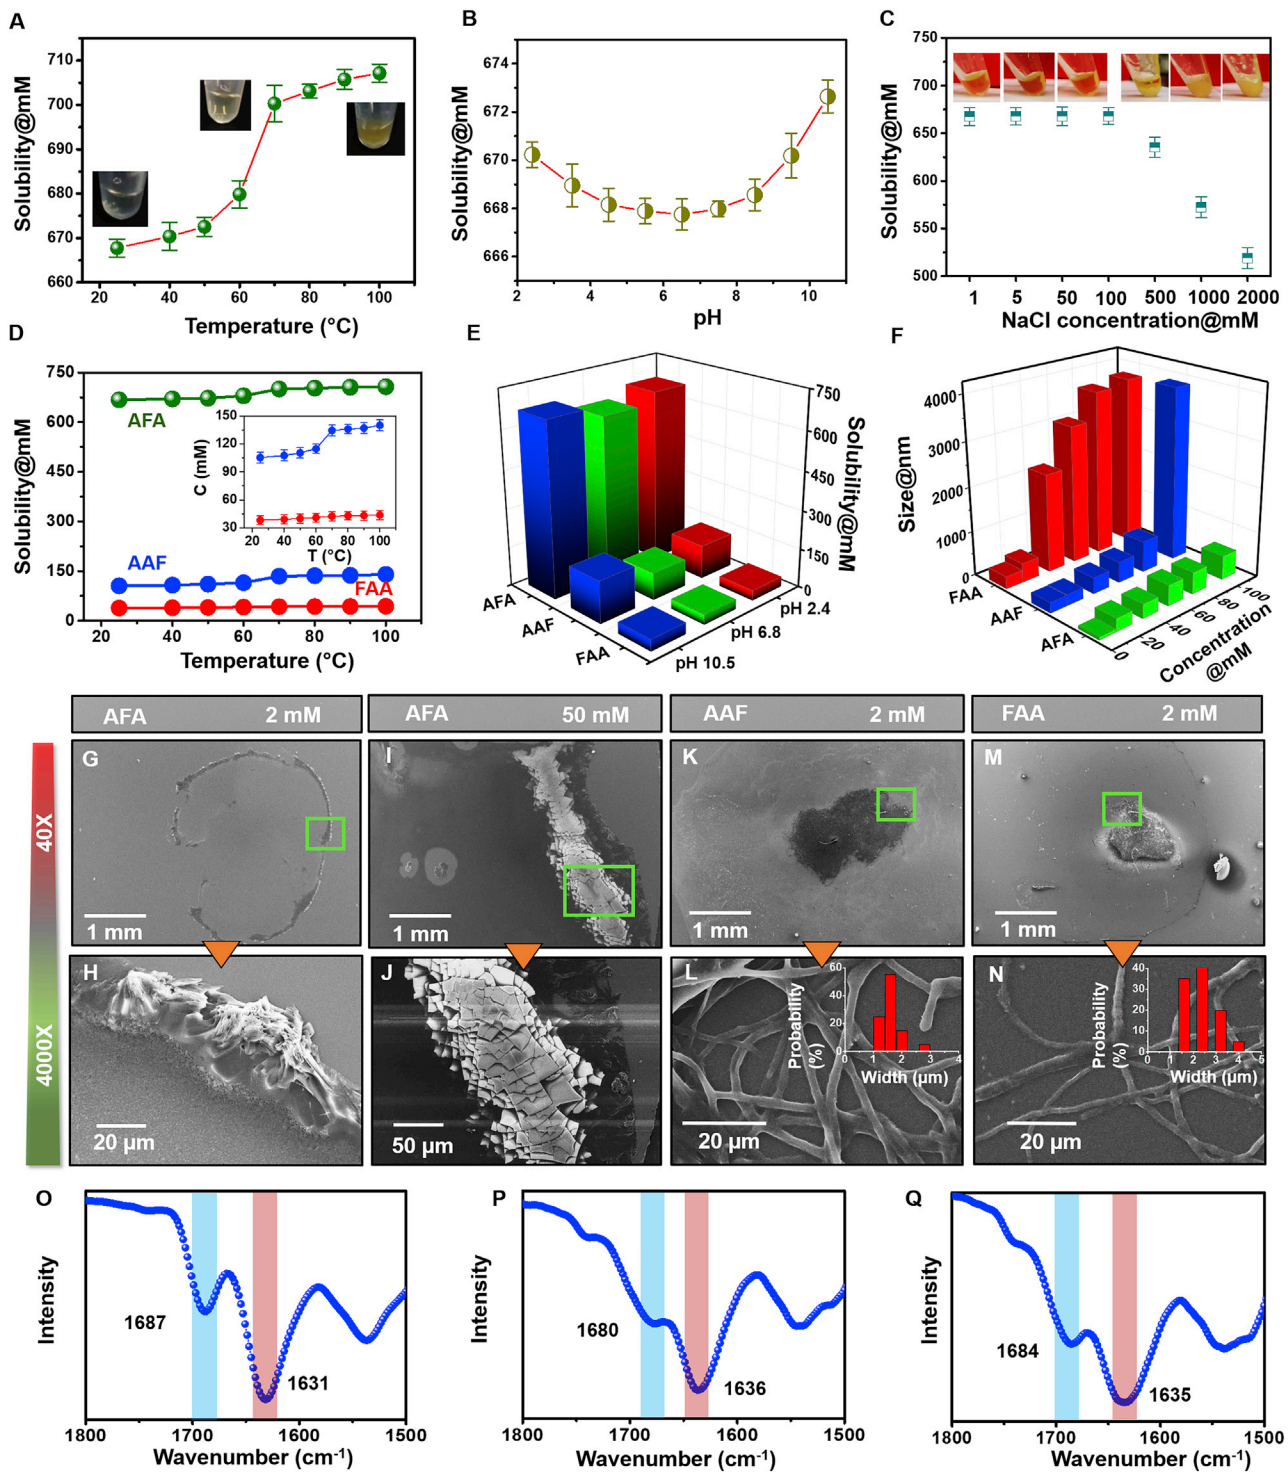 A
Solubility@mM
710
700
690
680
670
660
20 40 60 80 100
Temperature (°C)
B
Solubility@mM
674
672
670
668
666
2 4 6 8 10
pH
C
Solubility@mM
750
700
650
600
550
500
1 5 50 100 500 1000 2000
NaCl concentration@mM
D
Solubility@mM
750
600
450
300
150
0
AFA
AAF
FAA
20 40 60 80 100
Temperature (°C)
C (mM)
150
120
90
60
30
20 40 60 80 100
T (°C)
E
750
600
450
300
150
0
Solubility@mM
AFA
AAF
FAA
pH 2.4
pH 6.8
pH 10.5
F
Size@nm
4000
3000
2000
1000
0
FAA
AAF
AFA
0 20 40 60 80 100
Concentration
@mM
AFA 2 mM
AFA 50 mM
AAF 2 mM
FAA 2 mM
40X
4000X
G
1 mm
I
1 mm
K
1 mm
M
1 mm
H
20 µm
J
50 µm
L
20 µm
Probability
(%)
60
40
20
0
1 2 3 4
Width (µm)
N
20 µm
Probability
(%)
40
30
20
10
0
0 1 2 3 4 5
Width (µm)
O
Intensity
1687
1631
1800 1700 1600 1500
Wavenumber (cm-1)
P
Intensity
1680
1636
1800 1700 1600 1500
Wavenumber (cm-1)
Q
Intensity
1684
1635
1800 1700 1600 1500
Wavenumber (cm-1)